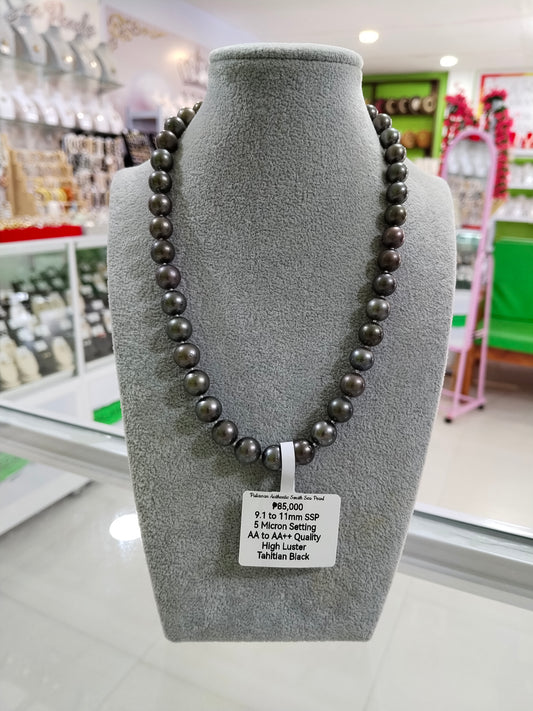 Palawan Authentic South Sea Pearl
₱85,000
9.1 to 11mm SSP
5 Micron Setting
AA to AA++ Quality
High Luster
Tahitian Black